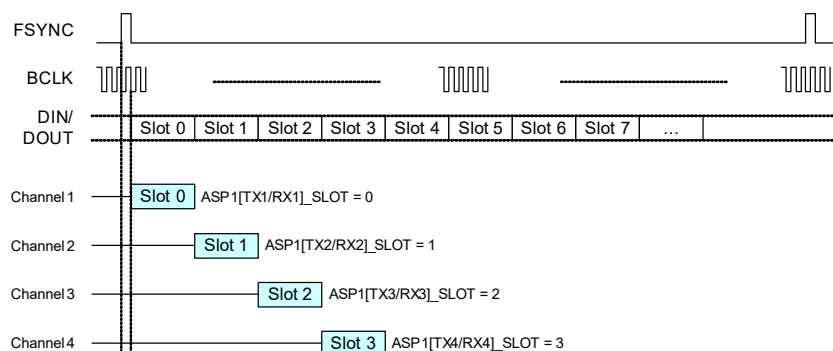 FSYNC
BCLK
DIN/
DOUT
Slot 0 Slot 1 Slot 2 Slot 3 Slot 4 Slot 5 Slot 6 Slot 7 ...
Channel 1 Slot 0 ASP1[TX1/RX1]_SLOT = 0
Channel 2 Slot 1 ASP1[TX2/RX2]_SLOT = 1
Channel 3 Slot 2 ASP1[TX3/RX3]_SLOT = 2
Channel 4 Slot 3 ASP1[TX4/RX4]_SLOT = 3